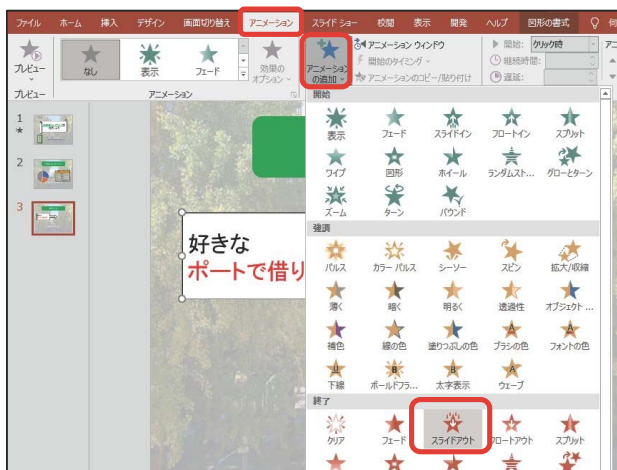 ファイル ホーム 挿入 デザイン 画面切り替え アニメーション スライド ショー 校閲 表示 開発 ヘルプ 図形の書式 何
プレビュー なし 表示 フェード 効果の オプション アニメーション の追加 アニメーション ウィンドウ 開始のタイミング アニメーションのコピー/貼り付け 開始: クリック時 継続時間: 遅延: アニ
プレビュー アニメーション
開始
表示 フェード スライドイン フロートイン スプリット
ワイプ 図形 ホイール ランダムスト... グローとターン
ズーム ターン バウンド
強調
パルス カラー パルス シーソー スピン 拡大/収縮
薄く 暗く 明るく 透過性 オブジェクト ...
補色 線の色 塗りつぶしの色 ブラシの色 フォントの色
下線 ボールドフラ... 太字表示 ウェーブ
終了
クリア フェード スライドアウト フロートアウト スプリット
1
2
3
好きな
ポートで借り